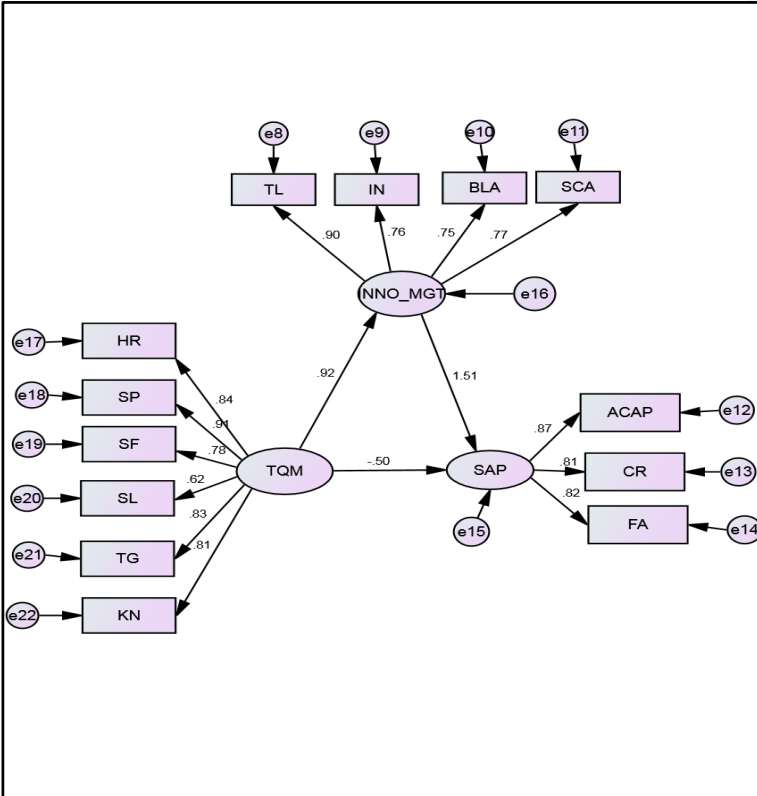 e8
e9
e10
e11
TL
IN
BLA
SCA
.90
.76
.75
.77
INNO_MGT
e16
e17
HR
.84
.92
1.51
e18
SP
.91
ACAP
e12
.87
e19
SF
.78
TQM
-.50
SAP
.81
CR
e13
e20
SL
.62
.82
FA
e14
.83
e15
e21
TG
.81
e22
KN